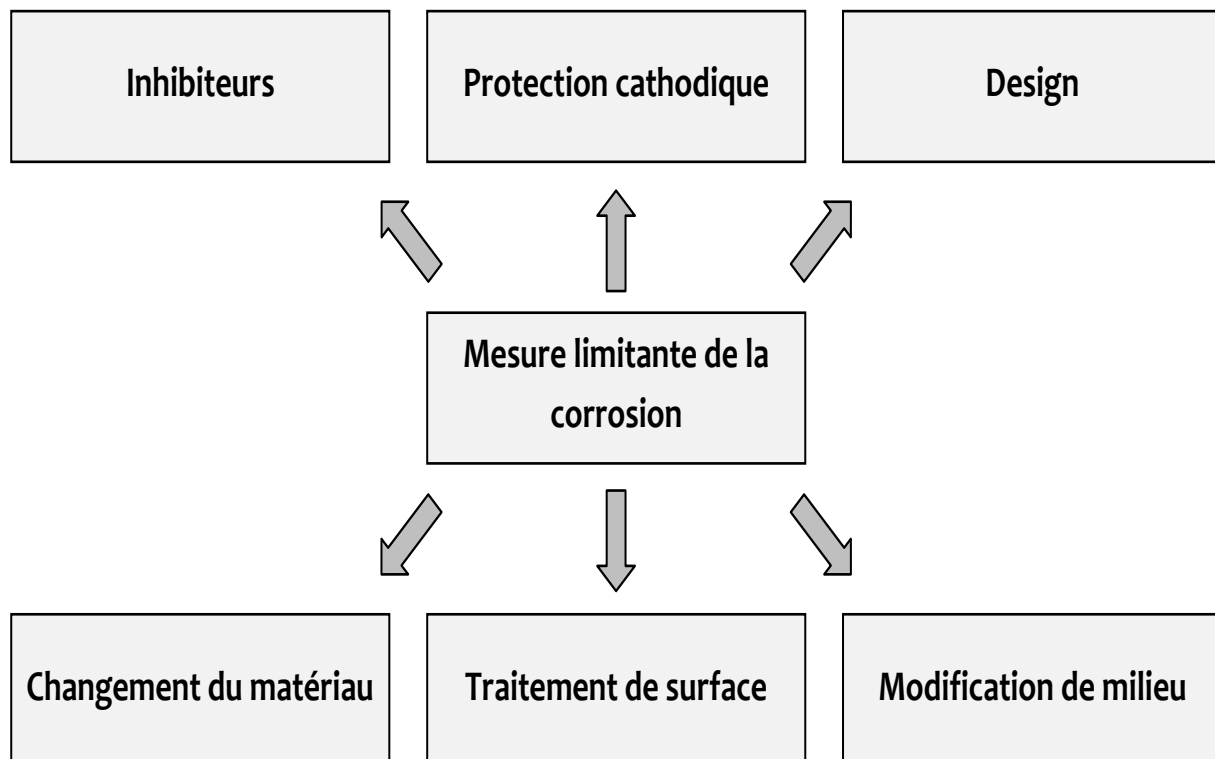 Inhibiteurs
Protection cathodique
Design
Mesure limitante de la
corrosion
Changement du matériau
Traitement de surface
Modification de milieu